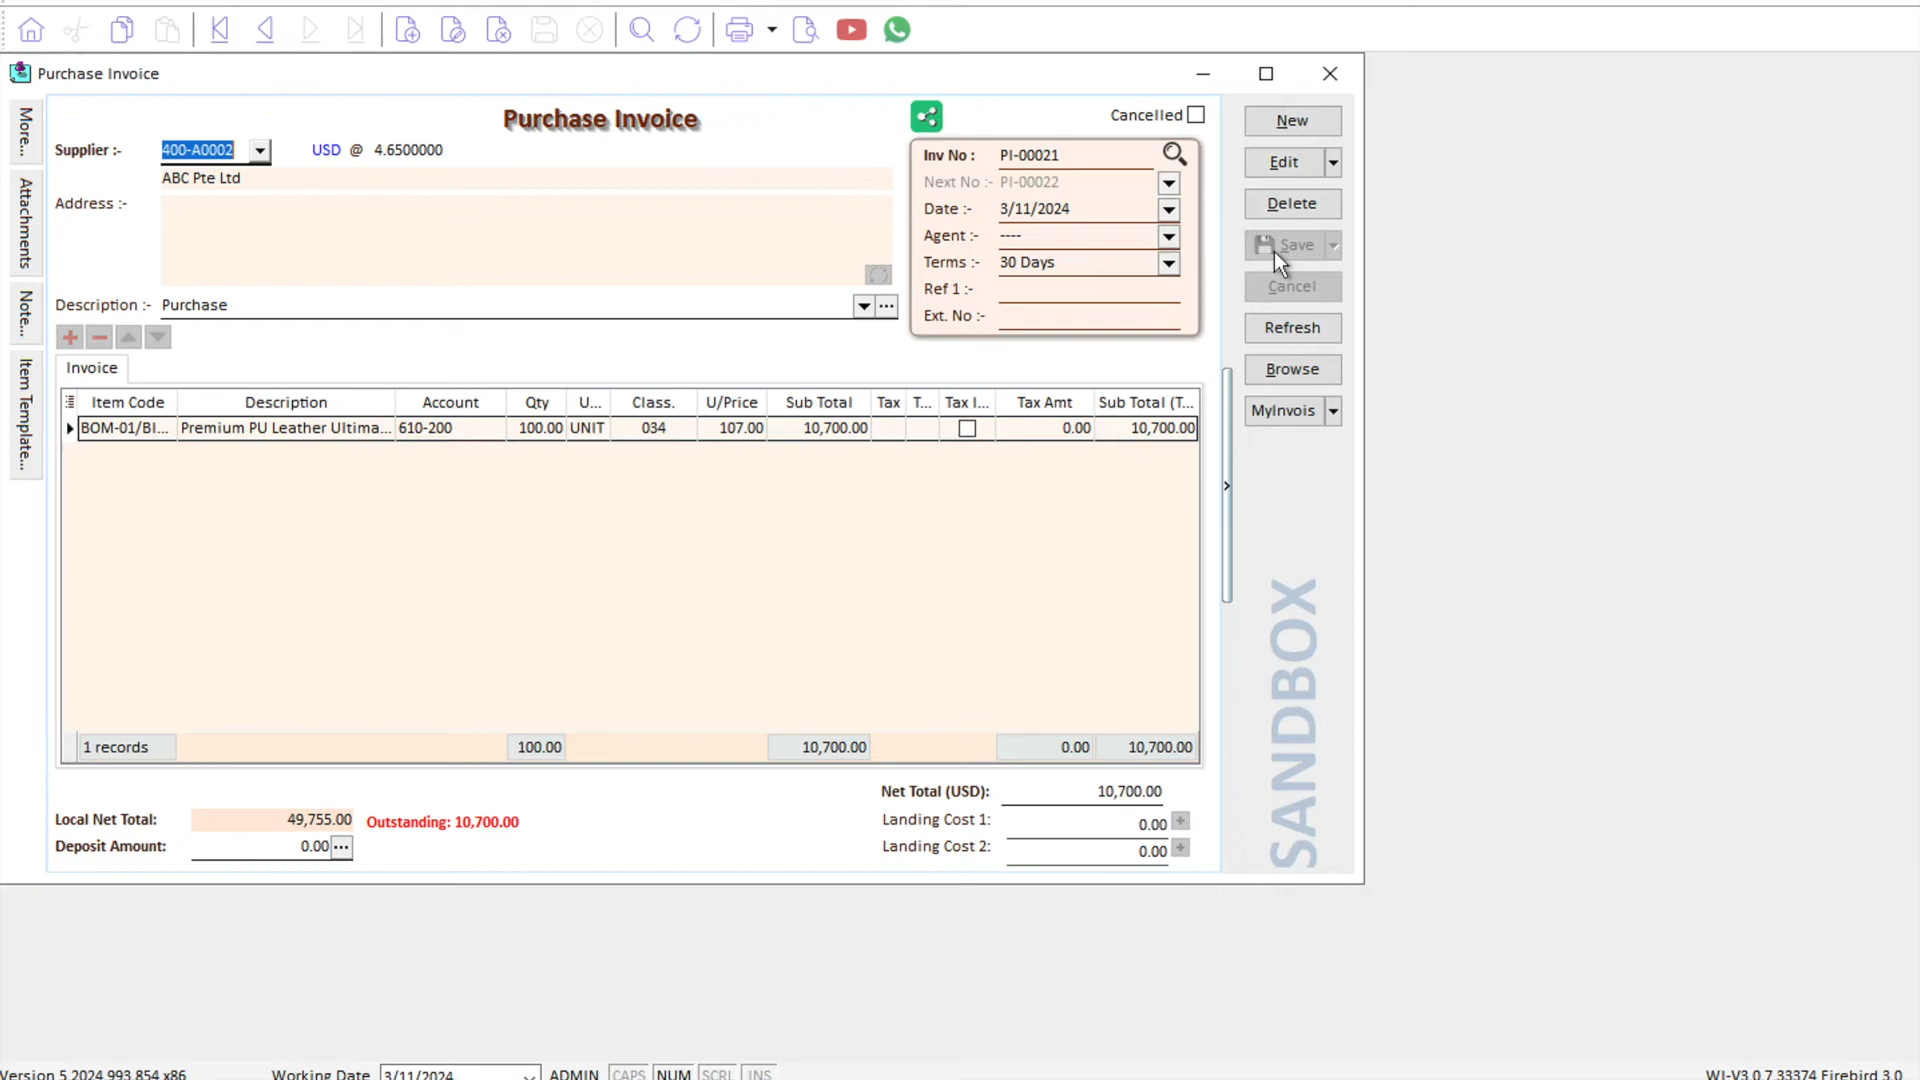 Purchase Invoice
More...
Attachments
Note...
Item Template...
Purchase Invoice
Cancelled
Supplier :- 400-A0002 USD @ 4.6500000
ABC Pte Ltd
Address :-
Description :- Purchase
Inv No : PI-00021
Next No :- PI-00022
Date :- 3/11/2024
Agent :- ----
Terms :- 30 Days
Ref 1 :-
Ext. No :-
New
Edit
Delete
Save
Cancel
Refresh
Browse
MyInvois
Invoice
Item Code Description Account Qty U... Class. U/Price Sub Total Tax T... Tax I... Tax Amt Sub Total (T...
BOM-01/BI... Premium PU Leather Ultima... 610-200 100.00 UNIT 034 107.00 10,700.00 0.00 10,700.00
1 records 100.00 10,700.00 0.00 10,700.00
Net Total (USD): 10,700.00
Local Net Total: 49,755.00 Outstanding: 10,700.00
Landing Cost 1: 0.00
Deposit Amount: 0.00
Landing Cost 2: 0.00
SANDBOX
Version 5.2024.993.854 x86 Working Date 3/11/2024 ADMIN CAPS NUM SCRL INS WI-V3.0.7.33374 Firebird 3.0